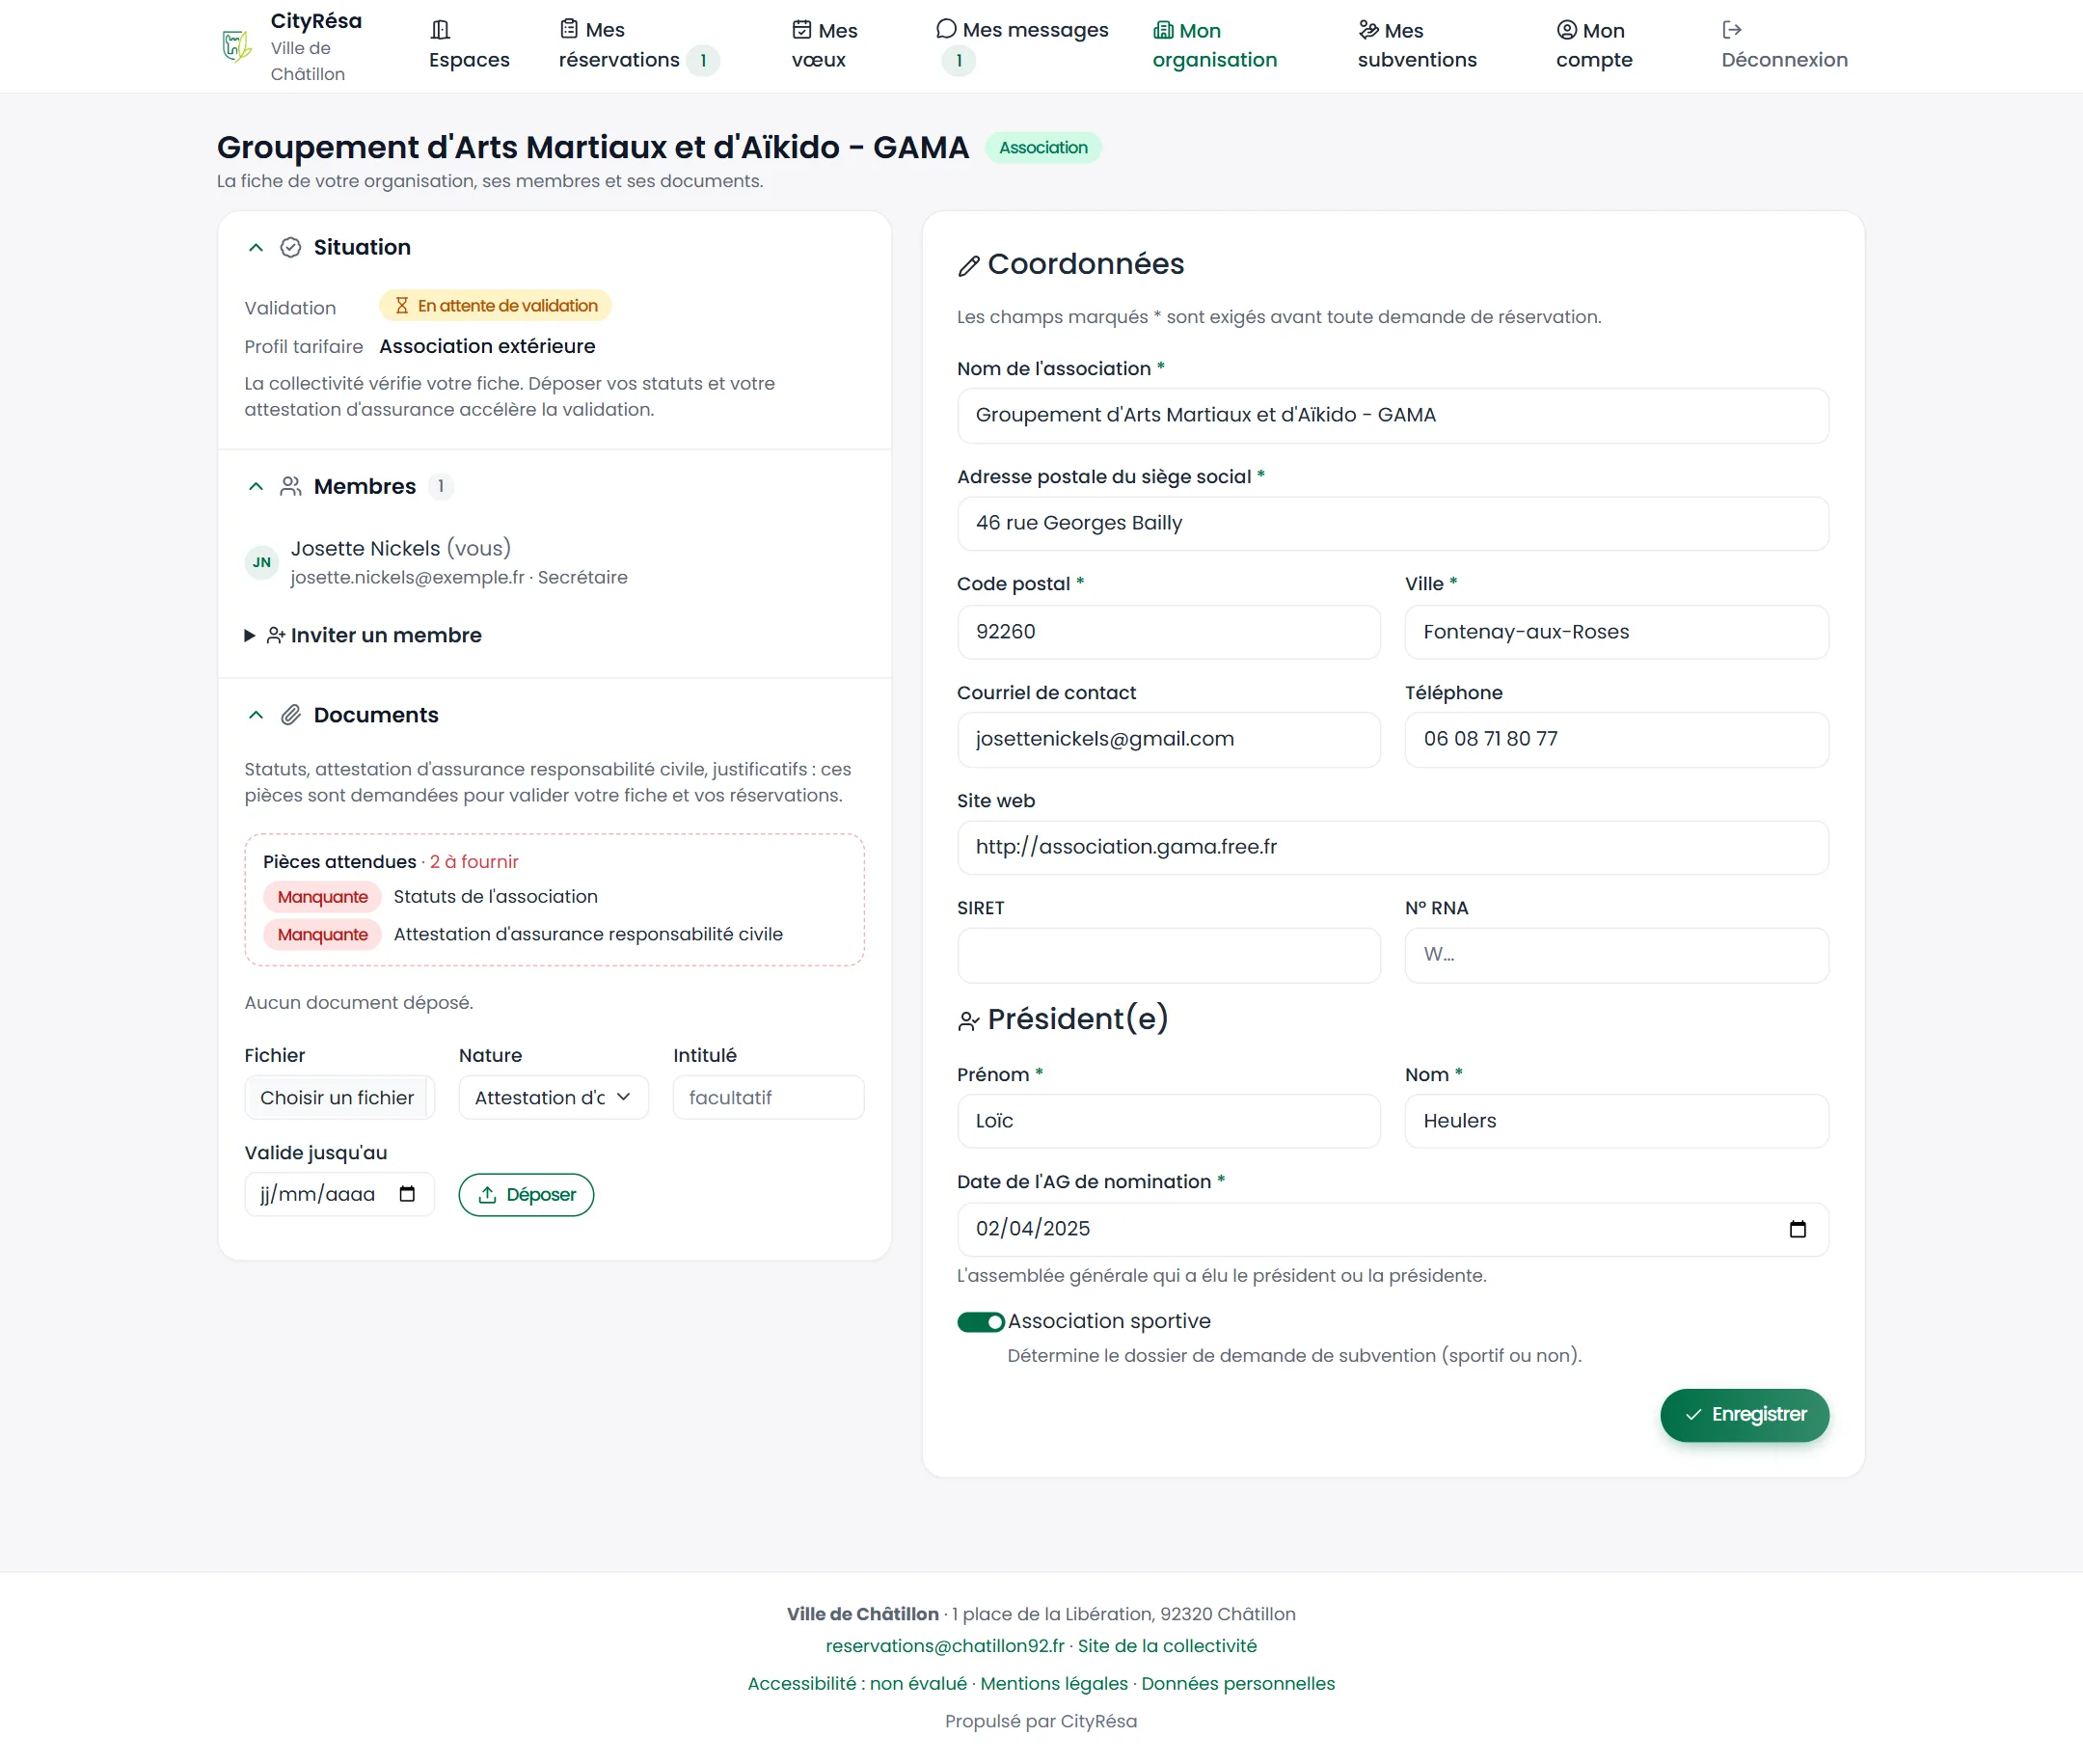 CityRésa
Ville de
Châtillon
Espaces
Mes
réservations 1
Mes
vœux
Mes messages
1
Mon
organisation
Mes
subventions
Mon
compte
Déconnexion
Groupement d'Arts Martiaux et d'Aïkido - GAMA Association
La fiche de votre organisation, ses membres et ses documents.
Situation
Validation En attente de validation
Profil tarifaire Association extérieure
La collectivité vérifie votre fiche. Déposer vos statuts et votre
attestation d'assurance accélère la validation.
Membres 1
JN
Josette Nickels (vous)
josette.nickels@exemple.fr · Secrétaire
Inviter un membre
Documents
Statuts, attestation d'assurance responsabilité civile, justificatifs : ces
pièces sont demandées pour valider votre fiche et vos réservations.
Pièces attendues · 2 à fournir
Manquante Statuts de l'association
Manquante Attestation d'assurance responsabilité civile
Aucun document déposé.
Fichier Nature Intitulé
Choisir un fichier Attestation d'c facultatif
Valide jusqu'au
jj/mm/aaaa Déposer
Coordonnées
Les champs marqués * sont exigés avant toute demande de réservation.
Nom de l'association *
Groupement d'Arts Martiaux et d'Aïkido - GAMA
Adresse postale du siège social *
46 rue Georges Bailly
Code postal * Ville *
92260 Fontenay-aux-Roses
Courriel de contact Téléphone
josettenickels@gmail.com 06 08 71 80 77
Site web
http://association.gama.free.fr
SIRET N° RNA
W...
Président(e)
Prénom * Nom *
Loïc Heulers
Date de l'AG de nomination *
02/04/2025
L'assemblée générale qui a élu le président ou la présidente.
Association sportive
Détermine le dossier de demande de subvention (sportif ou non).
Enregistrer
Ville de Châtillon · 1 place de la Libération, 92320 Châtillon
reservations@chatillon92.fr · Site de la collectivité
Accessibilité : non évalué · Mentions légales · Données personnelles
Propulsé par CityRésa